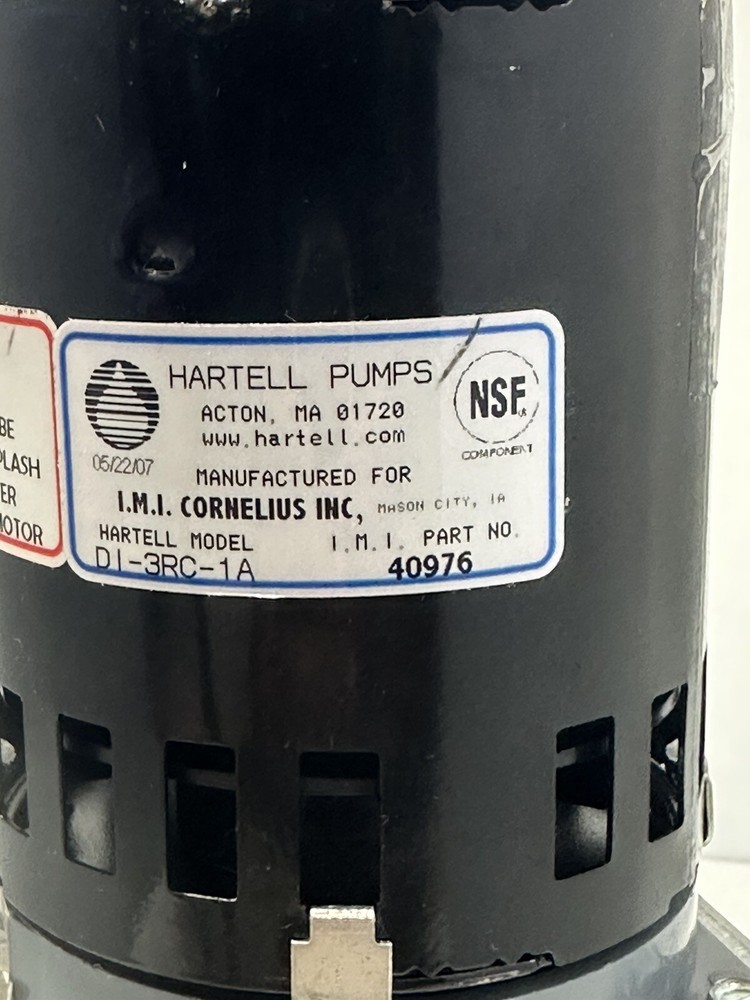 BE
PLASH
ER
MOTOR
HARTELL PUMPS
ACTON, MA 01720
www.hartell.com
NSF®
COMPONENT
05/22/07
MANUFACTURED FOR
I.M.I. CORNELIUS INC, MASON CITY, IA
HARTELL MODEL I.M.I. PART NO.
DI-3RC-1A 40976